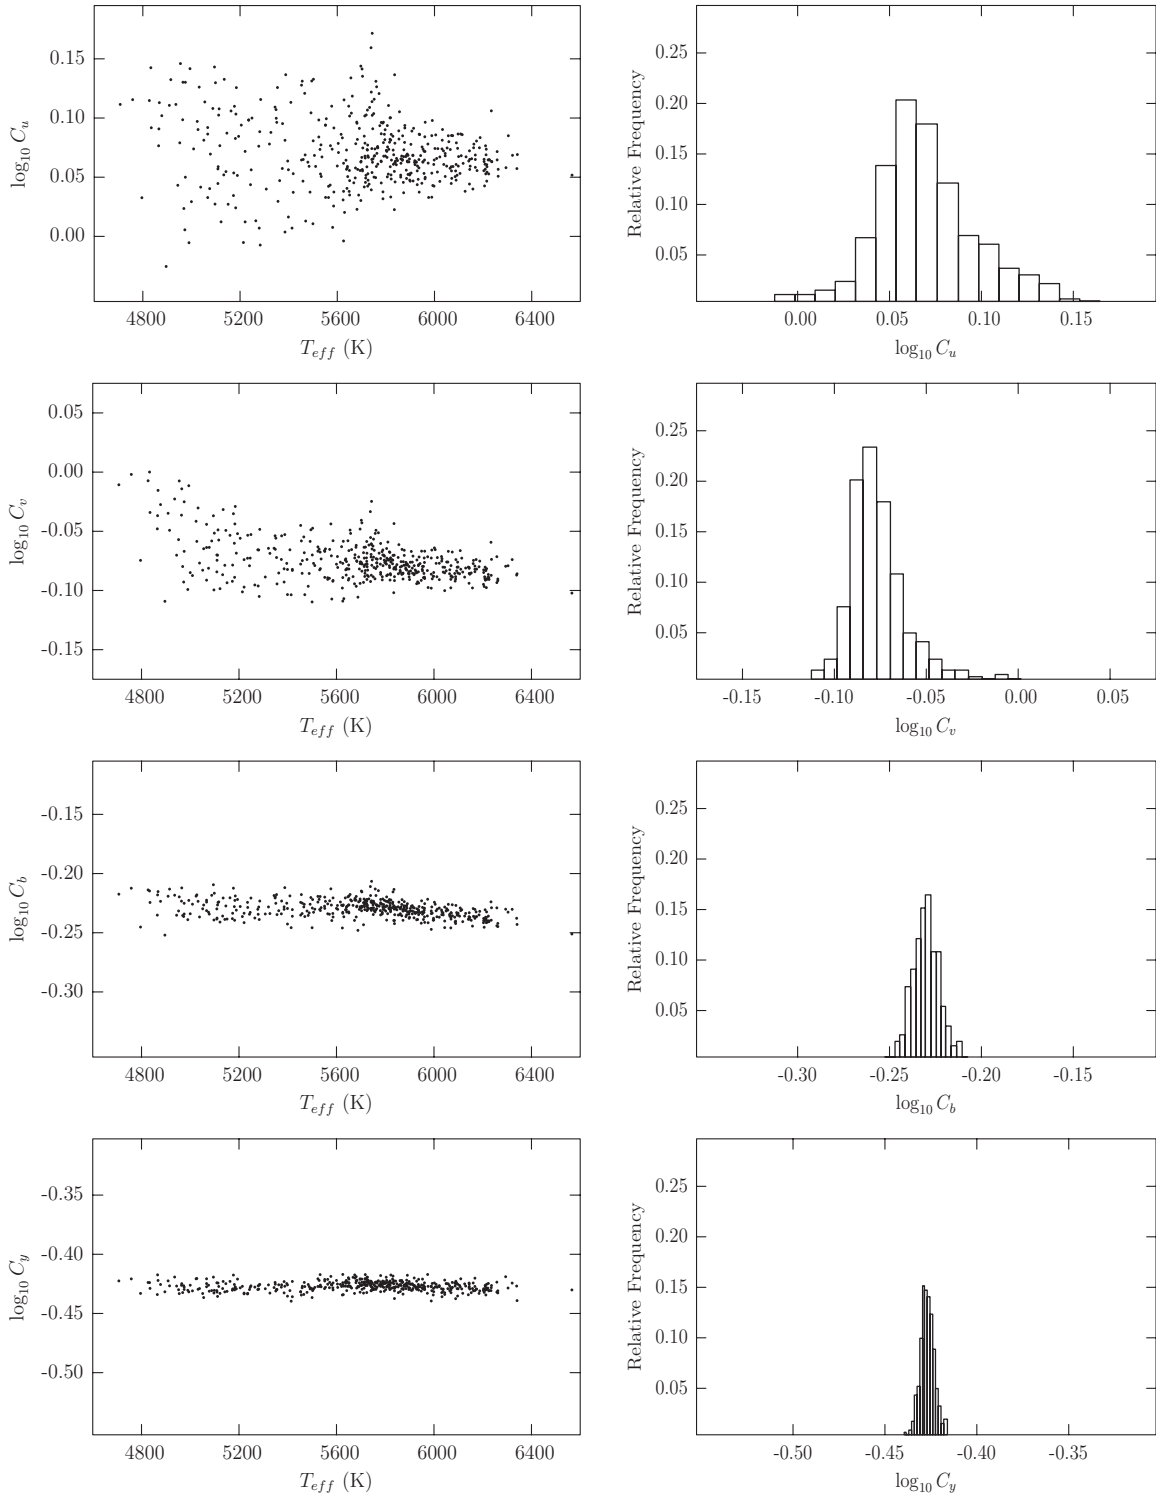 0.15
0.10
0.05
0.00
log10 Cu
4800 5200 5600 6000 6400
Teff (K)
0.25
0.20
0.15
0.10
0.05
Relative Frequency
0.00 0.05 0.10 0.15
log10 Cu
0.05
0.00
-0.05
-0.10
-0.15
log10 Cv
4800 5200 5600 6000 6400
Teff (K)
0.25
0.20
0.15
0.10
0.05
Relative Frequency
-0.15 -0.10 -0.05 0.00 0.05
log10 Cv
-0.15
-0.20
-0.25
-0.30
log10 Cb
4800 5200 5600 6000 6400
Teff (K)
0.25
0.20
0.15
0.10
0.05
Relative Frequency
-0.30 -0.25 -0.20 -0.15
log10 Cb
-0.35
-0.40
-0.45
-0.50
log10 Cy
4800 5200 5600 6000 6400
Teff (K)
0.25
0.20
0.15
0.10
0.05
Relative Frequency
-0.50 -0.45 -0.40 -0.35
log10 Cy